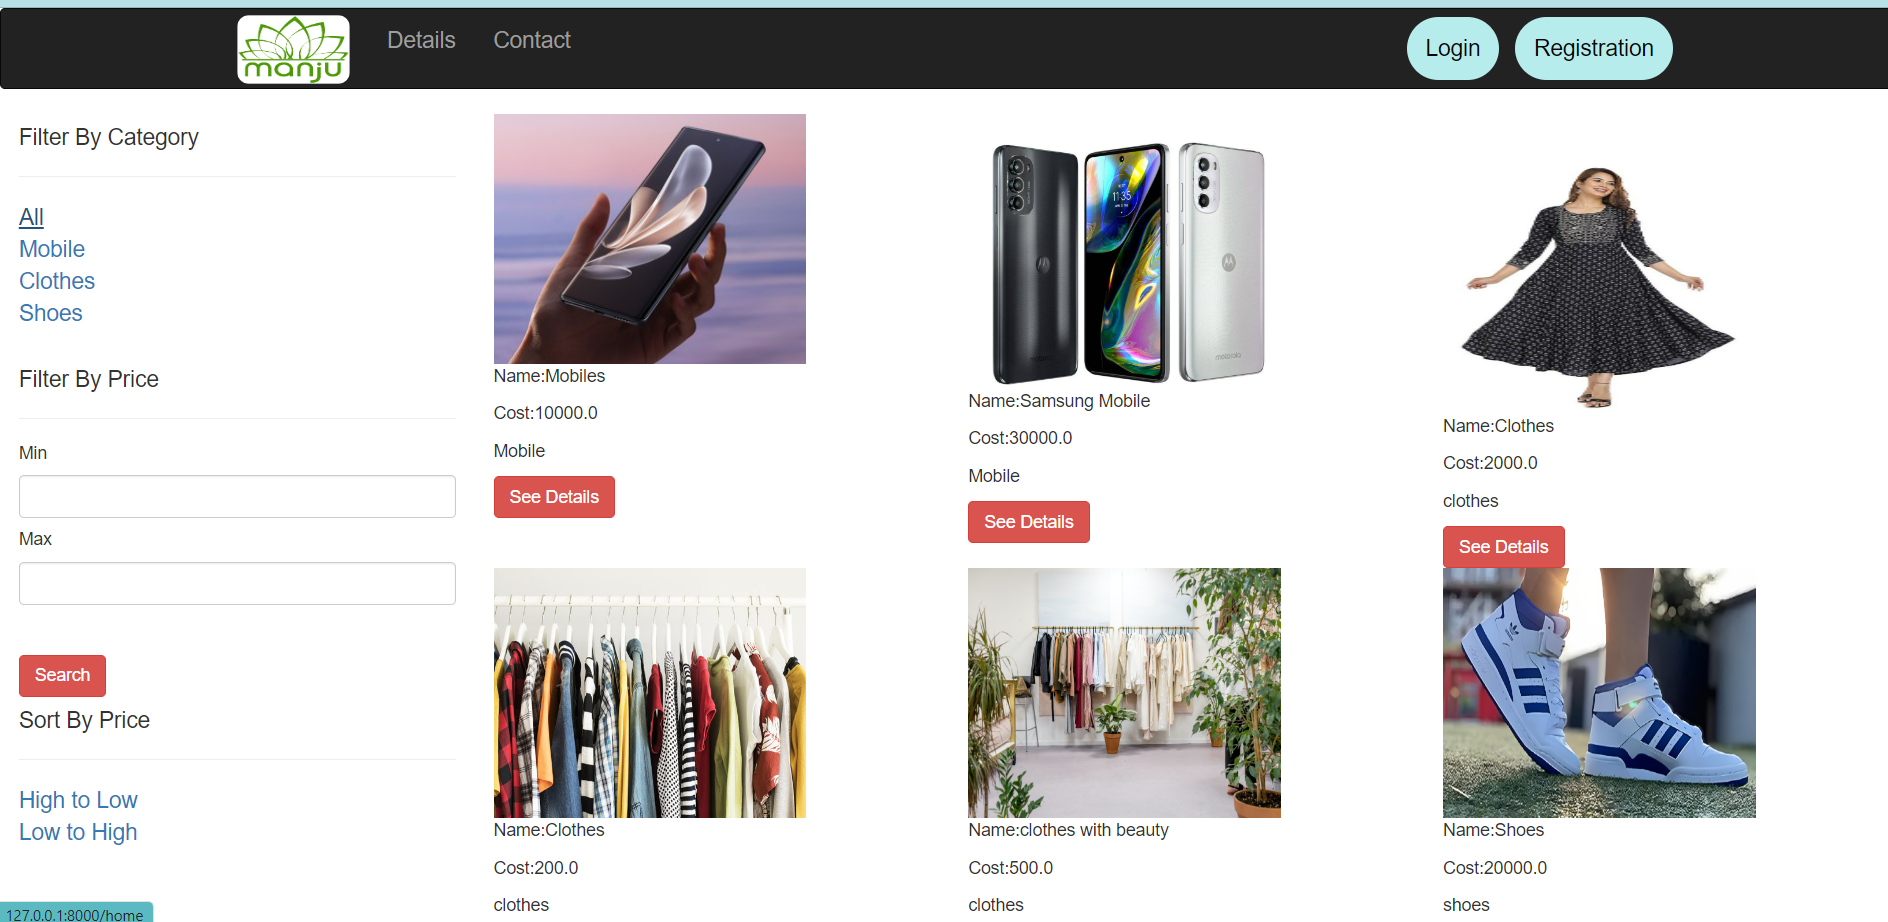 manju
Details
Contact
Login
Registration
Filter By Category
All
Mobile
Clothes
Shoes
Filter By Price
Min
Max
Search
Sort By Price
High to Low
Low to High
Name:Mobiles
Cost:10000.0
Mobile
See Details
11:35
motorola
Name:Samsung Mobile
Cost:30000.0
Mobile
See Details
Name:Clothes
Cost:2000.0
clothes
See Details
Name:Clothes
Cost:200.0
clothes
Name:clothes with beauty
Cost:500.0
clothes
Name:Shoes
Cost:20000.0
shoes
127.0.0.1:8000/home